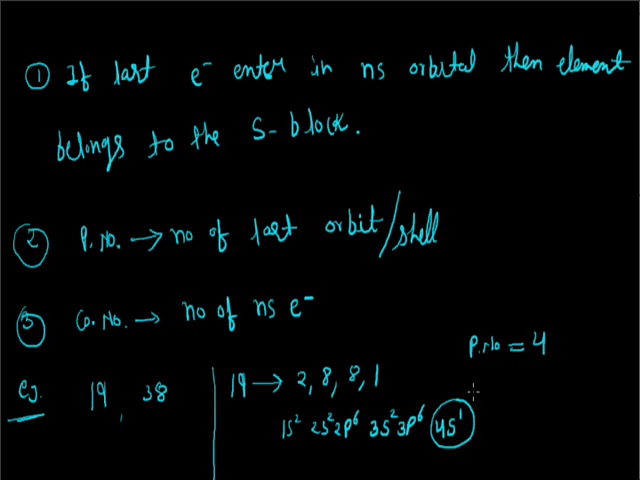 ① If last e⁻ enter in ns orbital then element
belongs to the s-block.
② P.No. → no of last orbit/shell
③ G.No. → no of ns e⁻
P.No = 4
eg. 19, 38
19 → 2, 8, 8, 1
1s² 2s² 2p⁶ 3s² 3p⁶ 4s¹